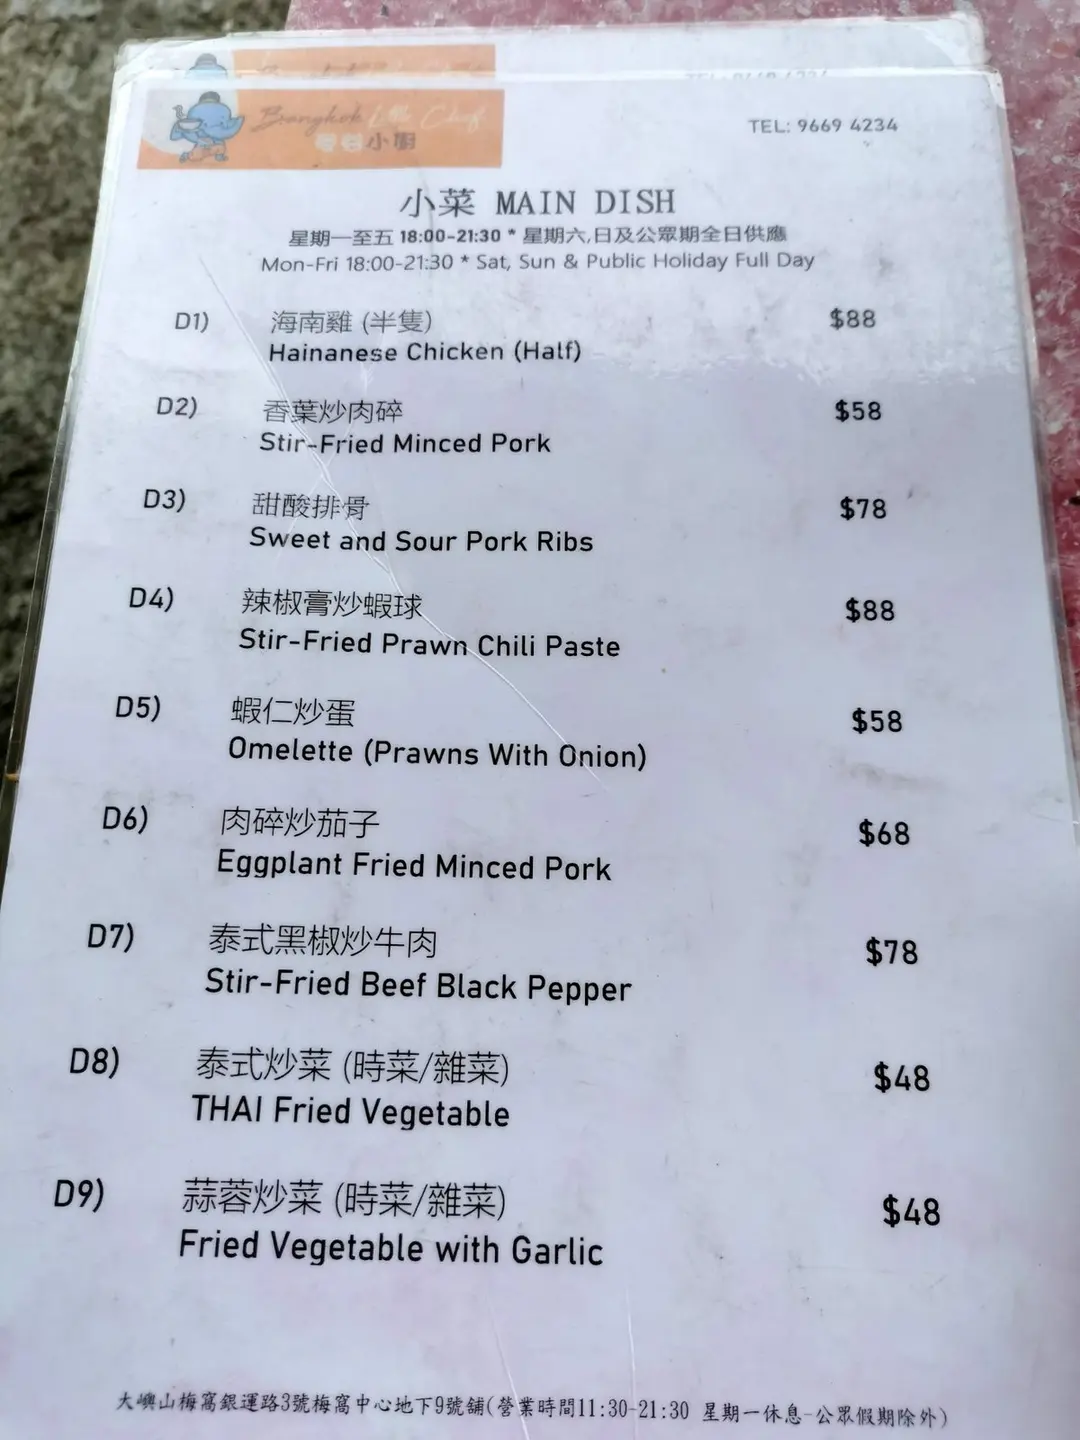 Bangkok Little Chef
曼谷小廚
TEL: 9669 4234
小菜 MAIN DISH
星期一至五 18:00-21:30 * 星期六,日及公眾期全日供應
Mon-Fri 18:00-21:30 * Sat, Sun & Public Holiday Full Day
D1) 海南雞 (半隻) $88
Hainanese Chicken (Half)
D2) 香葉炒肉碎 $58
Stir-Fried Minced Pork
D3) 甜酸排骨 $78
Sweet and Sour Pork Ribs
D4) 辣椒膏炒蝦球 $88
Stir-Fried Prawn Chili Paste
D5) 蝦仁炒蛋 $58
Omelette (Prawns With Onion)
D6) 肉碎炒茄子 $68
Eggplant Fried Minced Pork
D7) 泰式黑椒炒牛肉 $78
Stir-Fried Beef Black Pepper
D8) 泰式炒菜 (時菜/雜菜) $48
THAI Fried Vegetable
D9) 蒜蓉炒菜 (時菜/雜菜) $48
Fried Vegetable with Garlic
大嶼山梅窩銀運路3號梅窩中心地下9號舖(營業時間11:30-21:30 星期一休息-公眾假期除外)